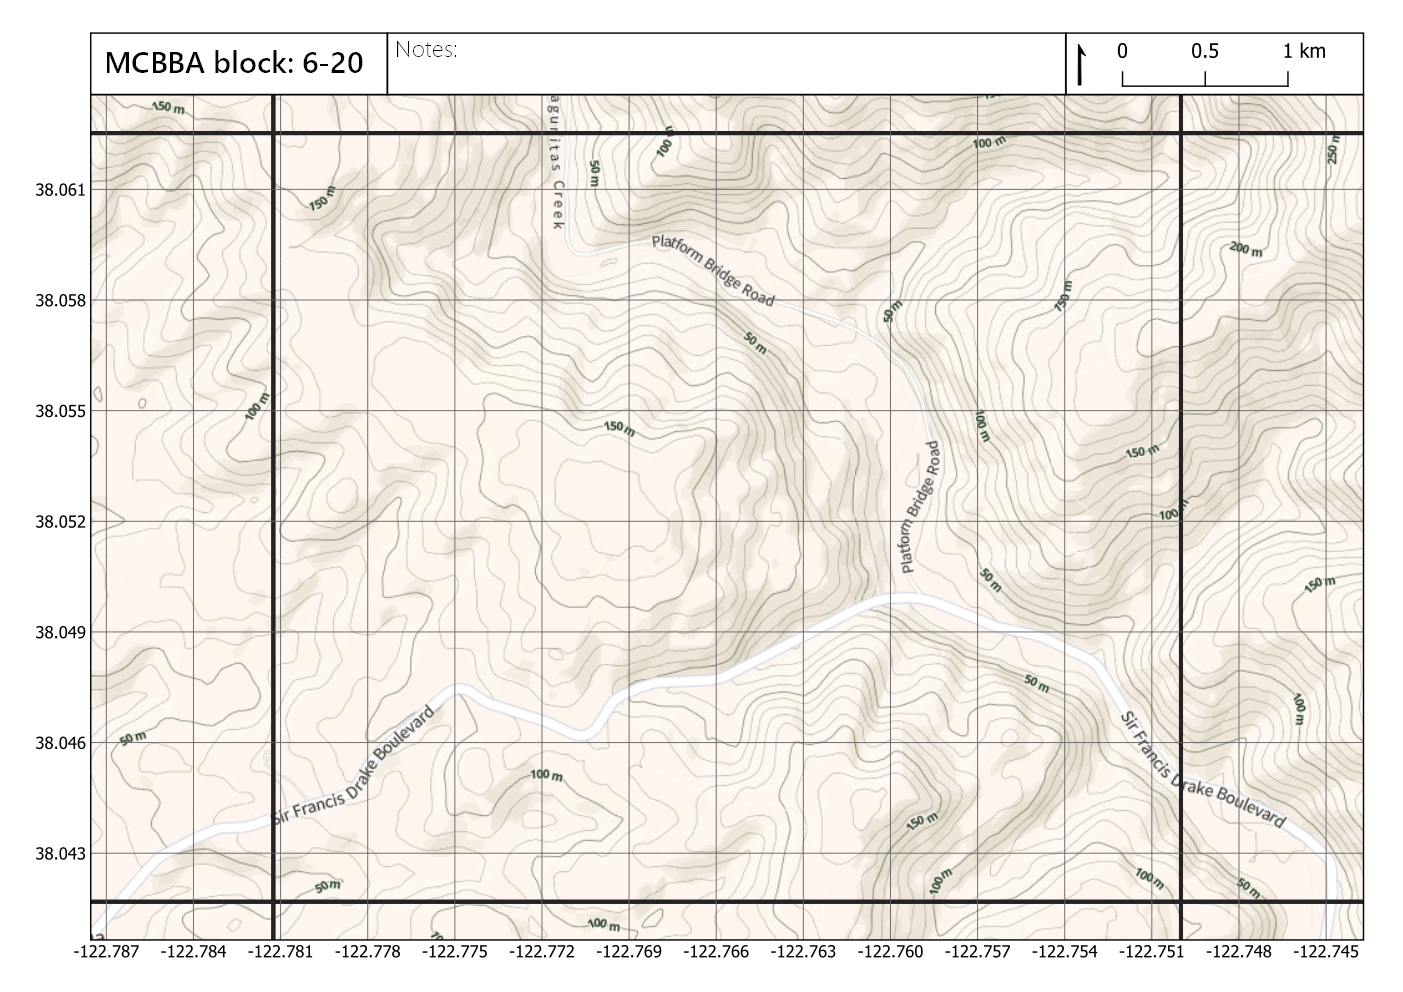 MCBBA block: 6-20
Notes:
0 0.5 1 km
150 m
100 m
250 m
agunitas Creek
50 m
100 m
38.061
150 m
Platform Bridge Road
200 m
38.058
50 m
150 m
50 m
38.055
100 m
150 m
100 m
Platform Bridge Road
150 m
38.052
100
50 m
150 m
38.049
50 m
100 m
38.046
50 m
Sir Francis Drake Boulevard
100 m
Sir Francis Drake Boulevard
150 m
38.043
50 m
100 m
100 m
50 m
100 m
-122.787 -122.784 -122.781 -122.778 -122.775 -122.772 -122.769 -122.766 -122.763 -122.760 -122.757 -122.754 -122.751 -122.748 -122.745